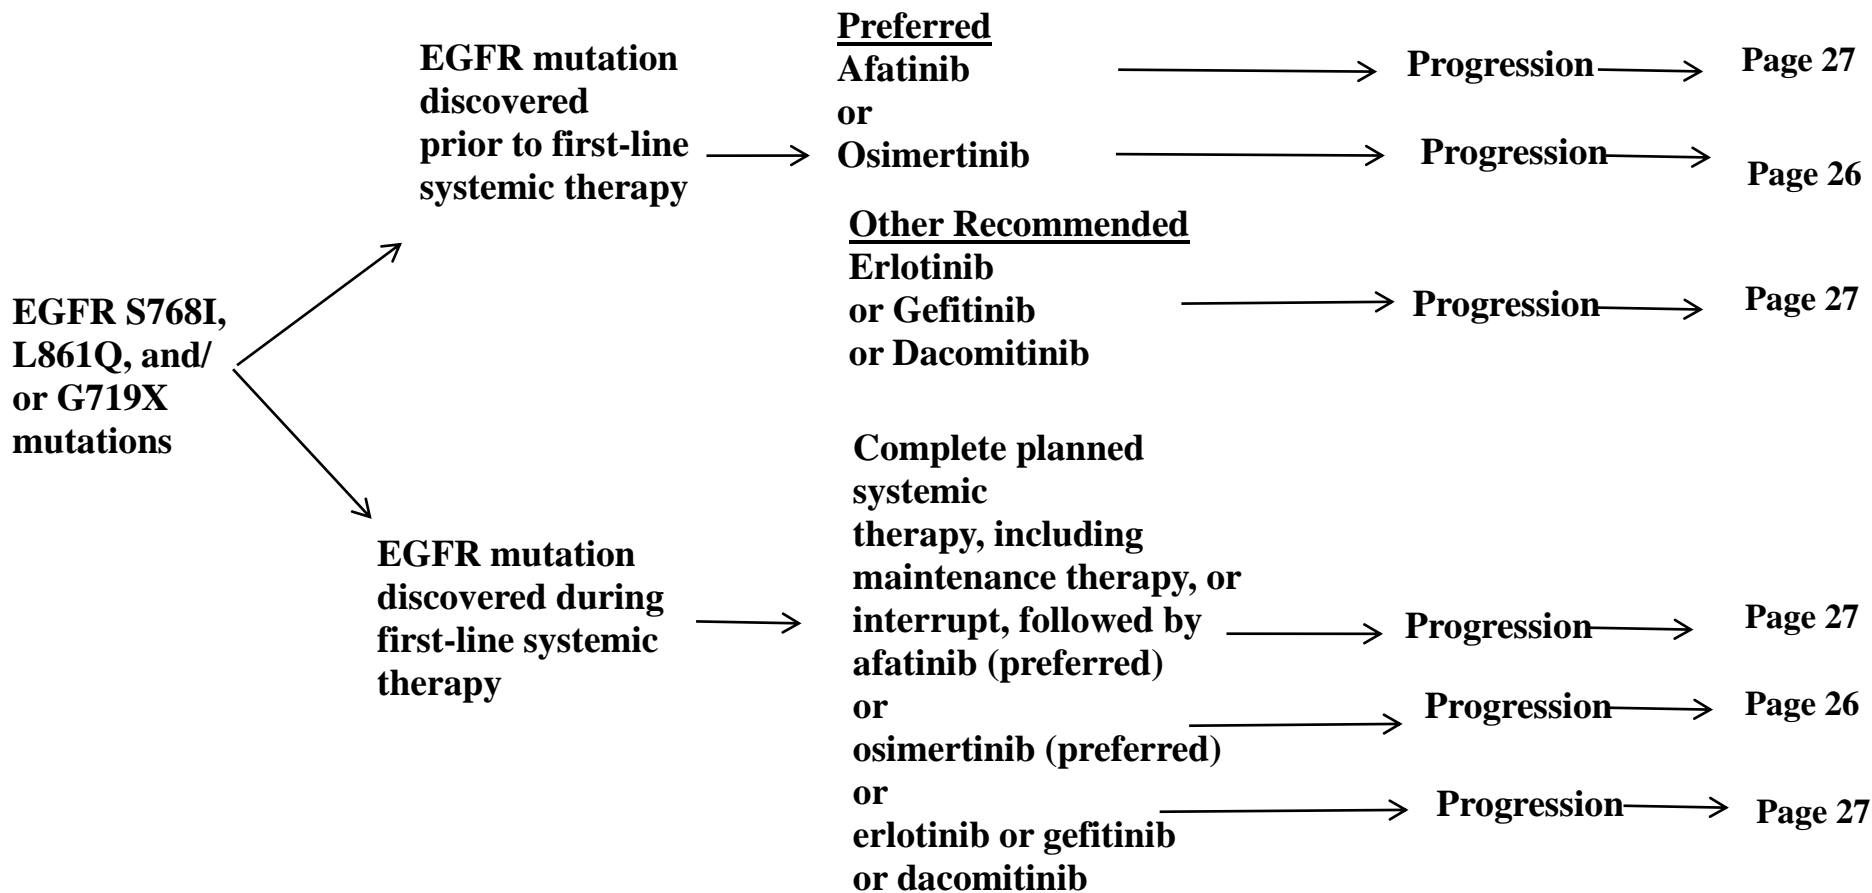 EGFR S768I,
L861Q, and/
or G719X
mutations
EGFR mutation
discovered
prior to first-line
systemic therapy
Preferred
Afatinib
or
Osimertinib
Progression
Page 27
Progression
Page 26
Other Recommended
Erlotinib
or Gefitinib
or Dacomitinib
Progression
Page 27
EGFR mutation
discovered during
first-line systemic
therapy
Complete planned
systemic
therapy, including
maintenance therapy, or
interrupt, followed by
afatinib (preferred)
or
osimertinib (preferred)
or
erlotinib or gefitinib
or dacomitinib
Progression
Page 27
Progression
Page 26
Progression
Page 27